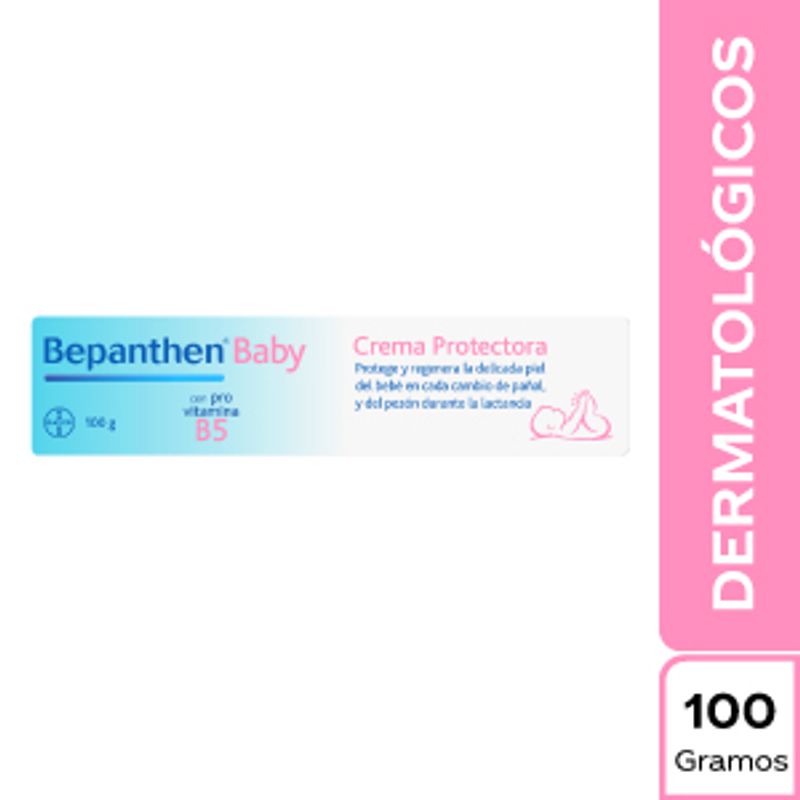 Bepanthen® Baby
con pro
vitamina
B5
100 g
Crema Protectora
Protege y regenera la delicada piel
del bebé en cada cambio de pañal,
y del pezón durante la lactancia
DERMATOLÓGICOS
100
Gramos